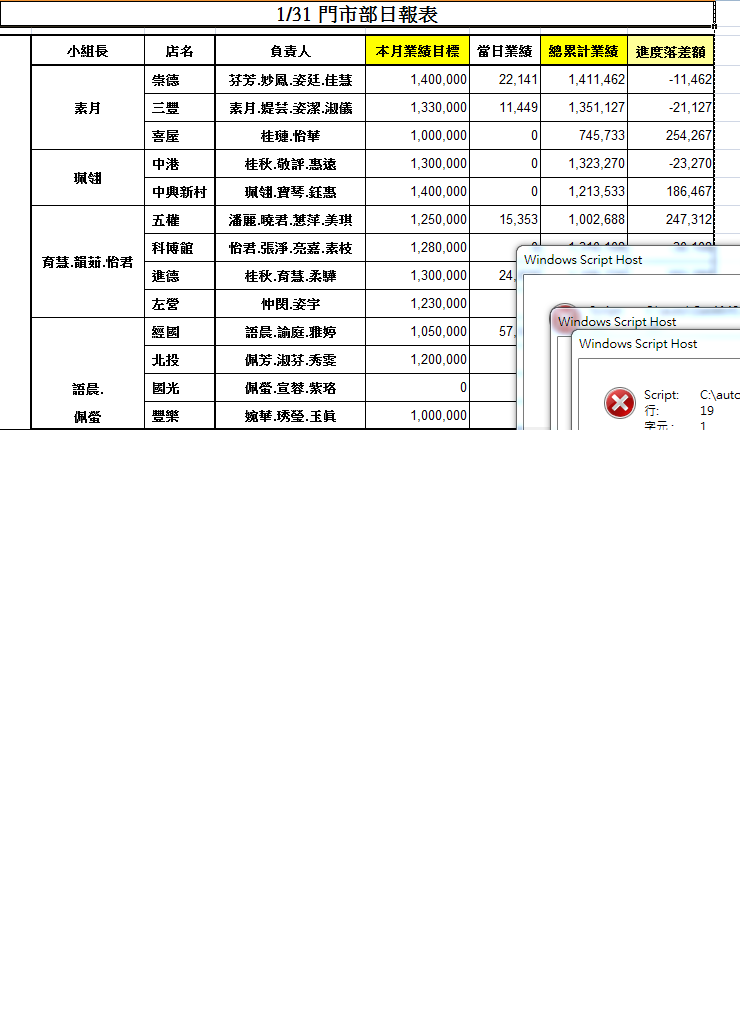 1/31 門市部日報表
小組長 店名 負責人 本月業績目標 當日業績 總累計業績 進度落差額
素月 崇德 芬芳.妙鳳.姿廷.佳慧 1,400,000 22,141 1,411,462 -11,462
三豐 素月.緹芸.姿潔.淑儀 1,330,000 11,449 1,351,127 -21,127
喜屋 桂璉.怡華 1,000,000 0 745,733 254,267
珮翎 中港 桂秋.敬評.惠遠 1,300,000 0 1,323,270 -23,270
中興新村 珮翎.寶琴.鈺惠 1,400,000 0 1,213,533 186,467
育慧.韻茹.怡君 五權 潘麗.曉君.蕙萍.美琪 1,250,000 15,353 1,002,688 247,312
科博館 怡君.張淨.亮嘉.素枝 1,280,000
進德 桂秋.育慧.柔驊 1,300,000 24,
左營 仲閔.姿宇 1,230,000
語晨.
佩螢 經國 語晨.諭庭.雅婷 1,050,000 57,
北投 佩芳.淑芬.秀雯 1,200,000
國光 佩螢.宣蓉.紫珞 0
豐樂 婉華.琇瑩.玉真 1,000,000
Windows Script Host
Windows Script Host
Windows Script Host
Script: C:\auto
行: 19
字元: 1